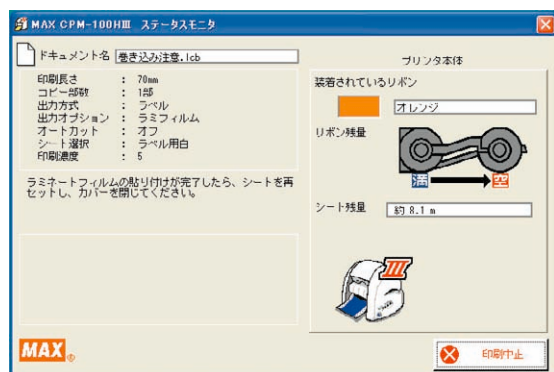 MAX CPM-100HⅢ ステータスモニタ
ドキュメント名 巻き込み注意.lcb
印刷長さ : 70mm
コピー部数 : 1部
出力方式 : ラベル
出力オプション : ラミフィルム
オートカット : オフ
シート選択 : ラベル用白
印刷濃度 : 5
ラミネートフィルムの貼り付けが完了したら、シートを再
セットし、カバーを閉じてください。
プリンタ本体
装着されているリボン
オレンジ
リボン残量
満 空
シート残量 約 8.1 m
III
MAX®
印刷中止